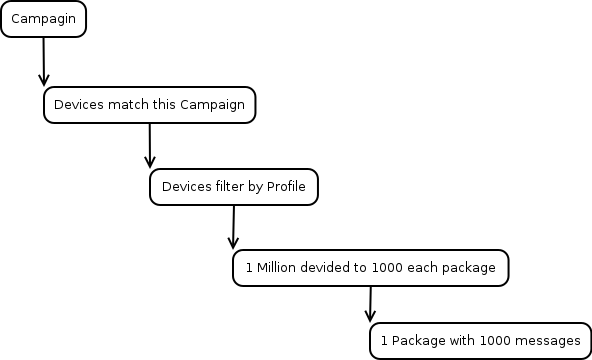 Campagin
Devices match this Campaign
Devices filter by Profile
1 Million devided to 1000 each package
1 Package with 1000 messages